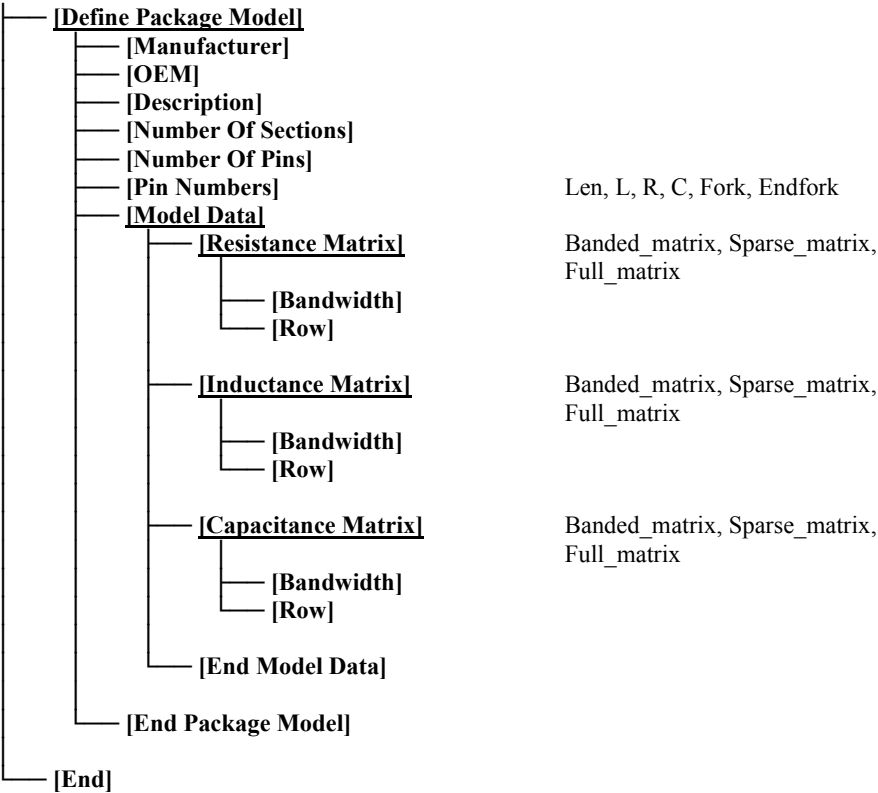 [Define Package Model]
[Manufacturer]
[OEM]
[Description]
[Number Of Sections]
[Number Of Pins]
[Pin Numbers] Len, L, R, C, Fork, Endfork
[Model Data]
[Resistance Matrix] Banded_matrix, Sparse_matrix,
Full_matrix
[Bandwidth]
[Row]
[Inductance Matrix] Banded_matrix, Sparse_matrix,
Full_matrix
[Bandwidth]
[Row]
[Capacitance Matrix] Banded_matrix, Sparse_matrix,
Full_matrix
[Bandwidth]
[Row]
[End Model Data]
[End Package Model]
[End]